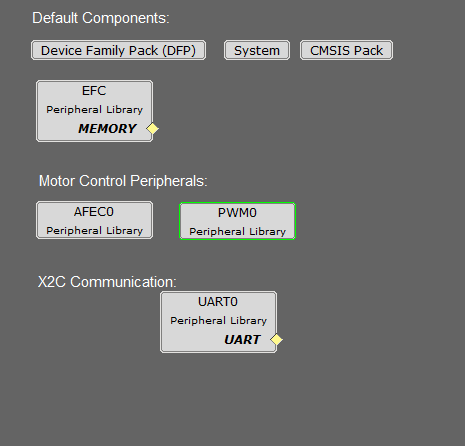 Default Components:
Device Family Pack (DFP) System CMSIS Pack
EFC
Peripheral Library
MEMORY
Motor Control Peripherals:
AFEC0 PWM0
Peripheral Library Peripheral Library
X2C Communication:
UART0
Peripheral Library
UART